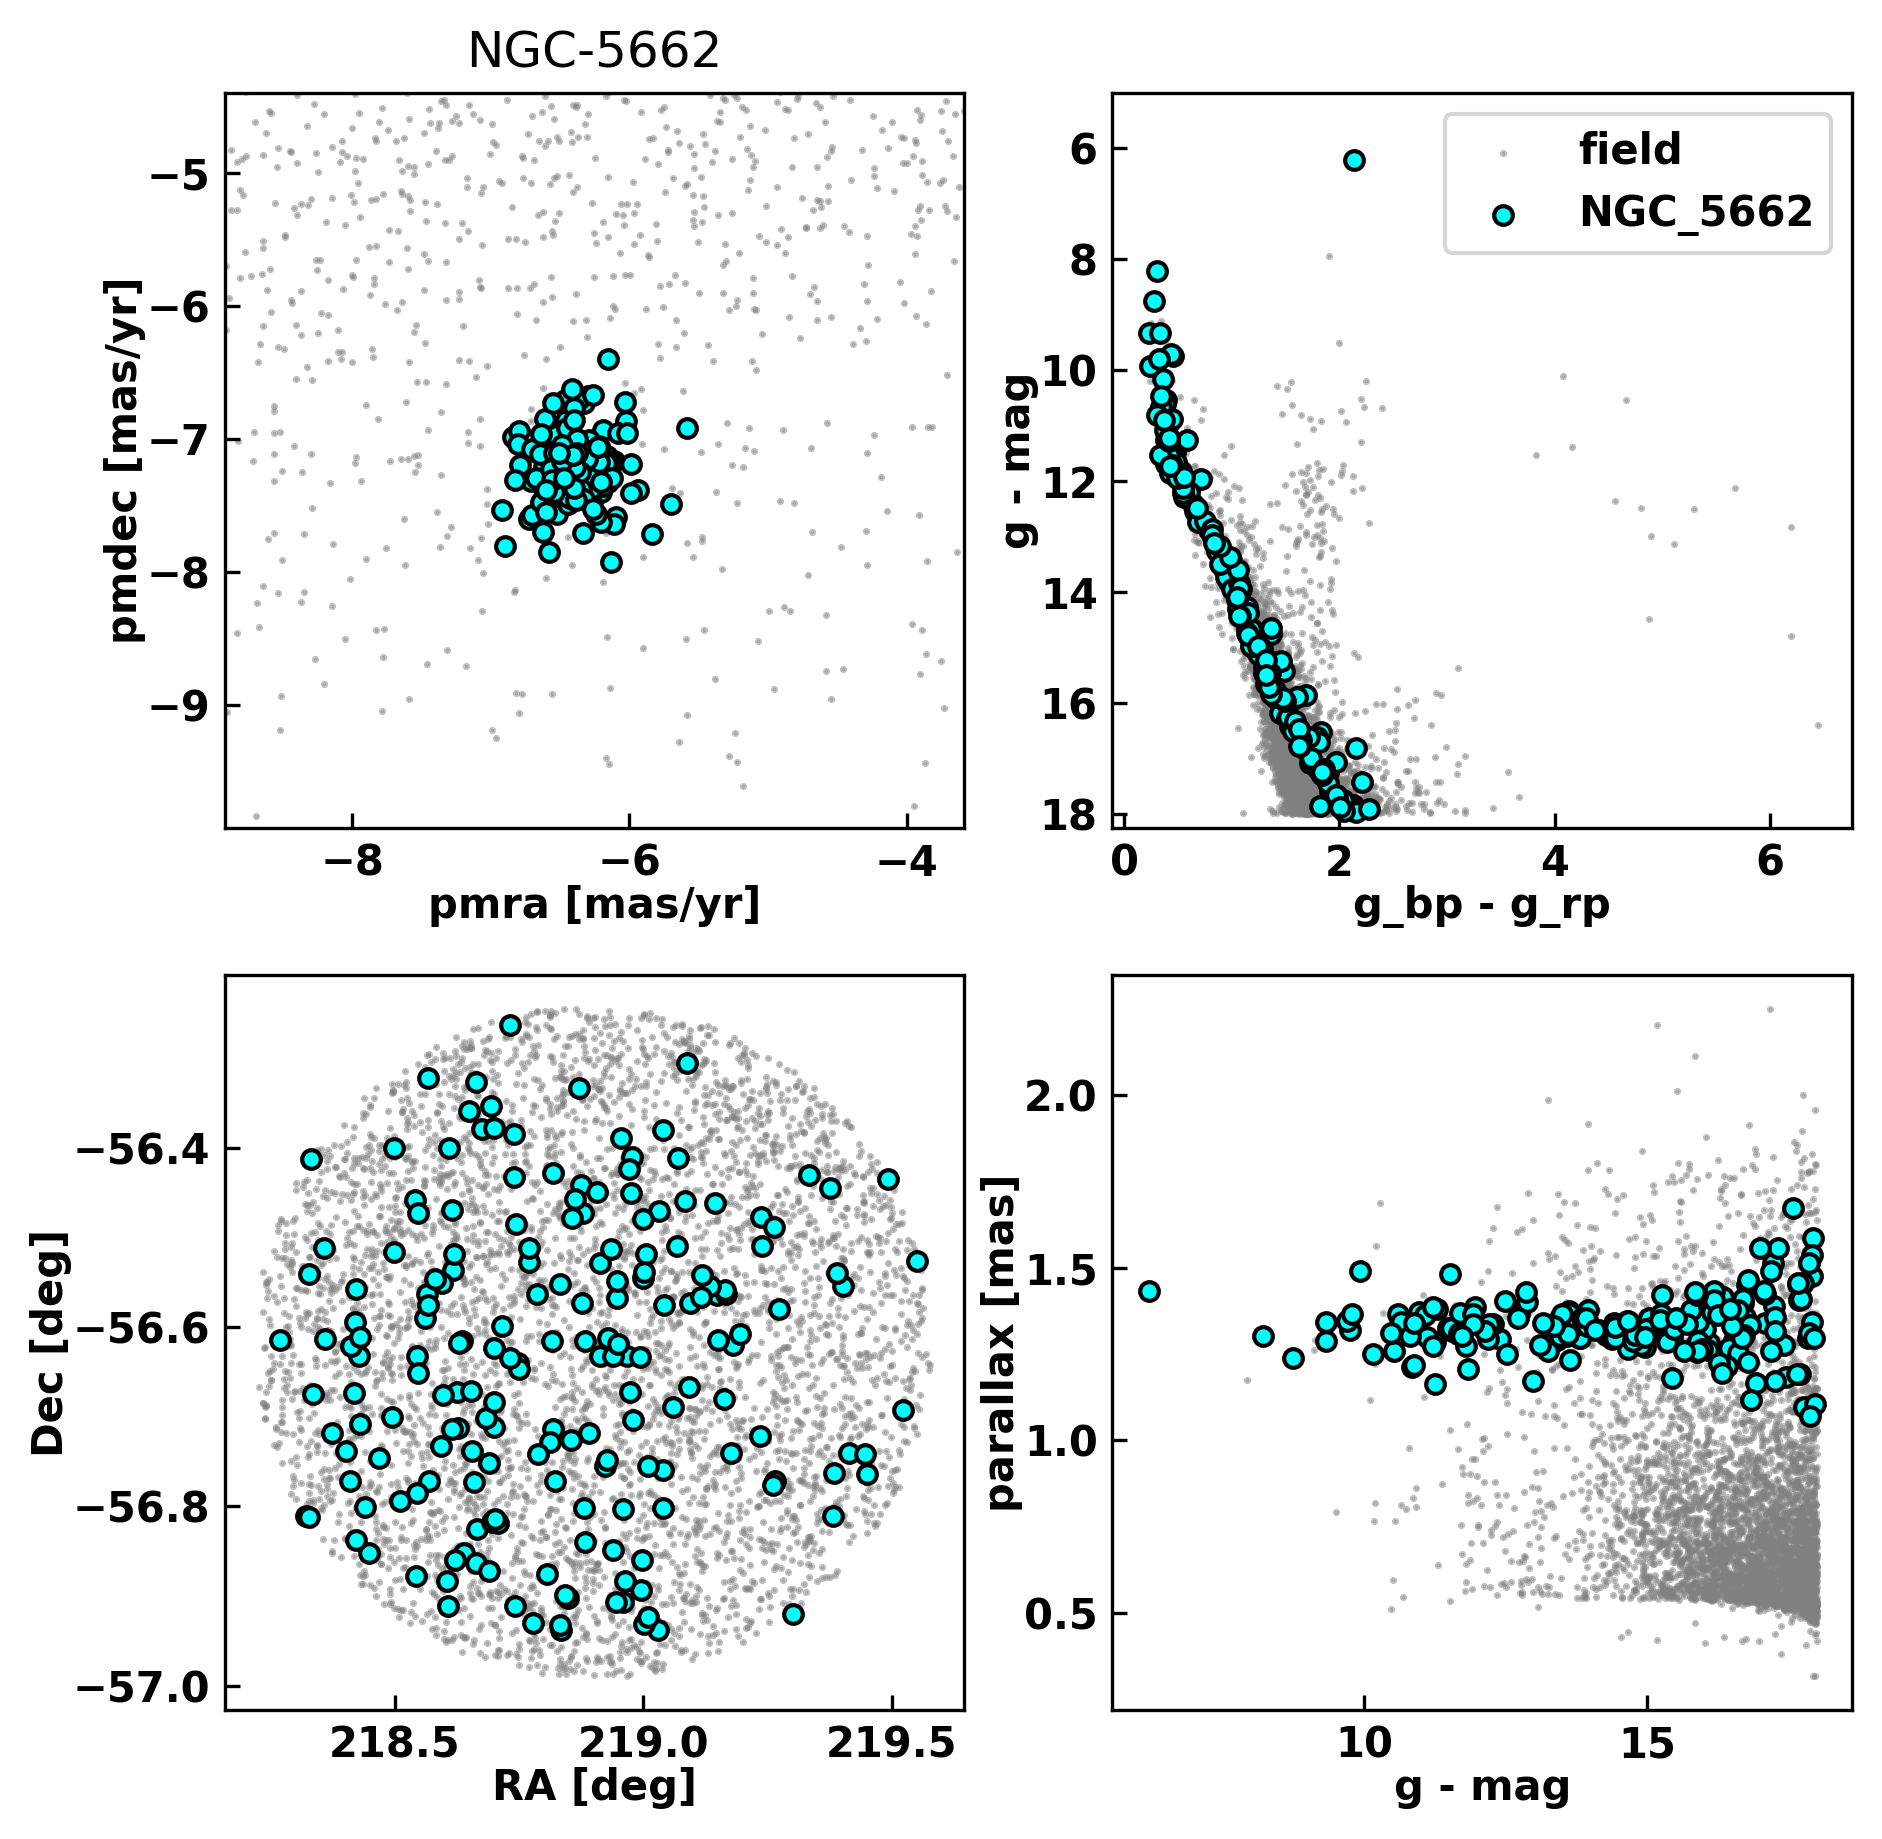 NGC-5662
−5
−6
−7
−8
−9
pmdec [mas/yr]
−8 −6 −4
pmra [mas/yr]
6
8
10
12
14
16
18
g - mag
field
NGC_5662
0 2 4 6
g_bp - g_rp
−56.4
−56.6
−56.8
−57.0
Dec [deg]
218.5 219.0 219.5
RA [deg]
2.0
1.5
1.0
0.5
parallax [mas]
10 15
g - mag